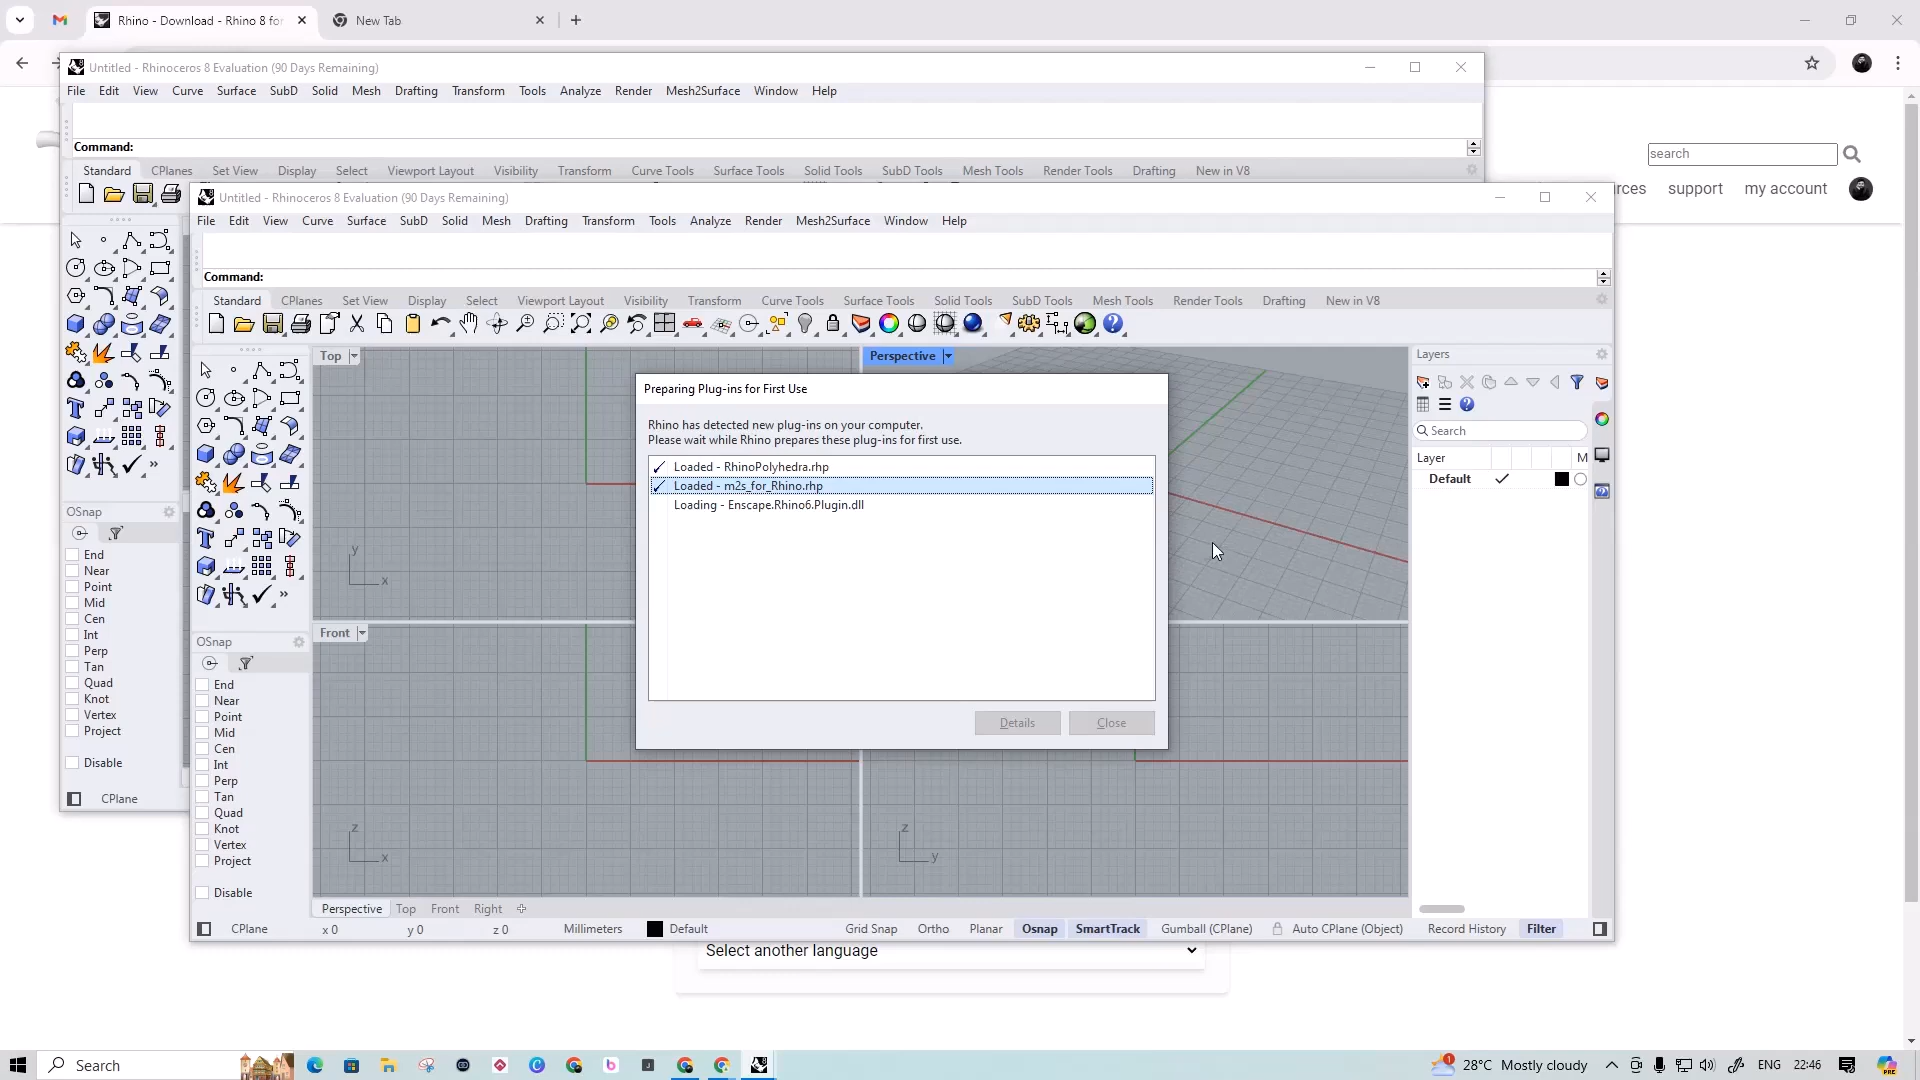 Rhino - Download - Rhino 8 for
New Tab
Untitled - Rhinoceros 8 Evaluation (90 Days Remaining)
File Edit View Curve Surface SubD Solid Mesh Drafting Transform Tools Analyze Render Mesh2Surface Window Help
Command:
Standard CPlanes Set View Display Select Viewport Layout Visibility Transform Curve Tools Surface Tools Solid Tools SubD Tools Mesh Tools Render Tools Drafting New in V8
search
support my account
Untitled - Rhinoceros 8 Evaluation (90 Days Remaining)
File Edit View Curve Surface SubD Solid Mesh Drafting Transform Tools Analyze Render Mesh2Surface Window Help
Command:
Standard CPlanes Set View Display Select Viewport Layout Visibility Transform Curve Tools Surface Tools Solid Tools SubD Tools Mesh Tools Render Tools Drafting New in V8
OSnap
End
Near
Point
Mid
Cen
Int
Perp
Tan
Quad
Knot
Vertex
Project
Disable
CPlane
OSnap
End
Near
Point
Mid
Cen
Int
Perp
Tan
Quad
Knot
Vertex
Project
Disable
Top
y
x
Perspective
Front
z
x
z
y
Preparing Plug-ins for First Use
Rhino has detected new plug-ins on your computer.
Please wait while Rhino prepares these plug-ins for first use.
Loaded - RhinoPolyhedra.rhp
Loaded - m2s_for_Rhino.rhp
Loading - Enscape.Rhino6.Plugin.dll
Details Close
Layers
Search
Layer M
Default
Perspective Top Front Right
CPlane x 0 y 0 z 0 Millimeters Default Grid Snap Ortho Planar Osnap SmartTrack Gumball (CPlane) Auto CPlane (Object) Record History Filter
Select another language
Search
28°C Mostly cloudy
ENG 22:46